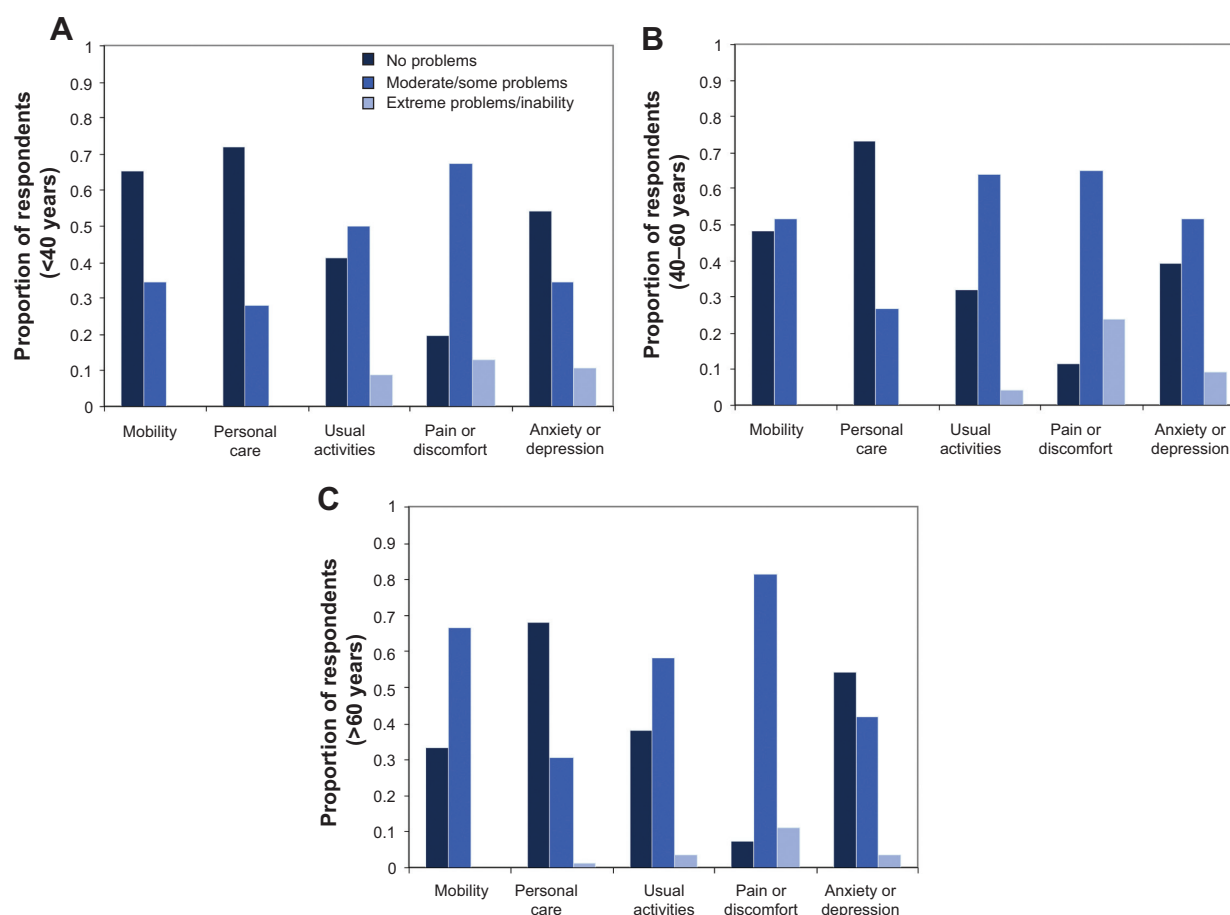 A
Proportion of respondents
(<40 years)
1
0.9
0.8
0.7
0.6
0.5
0.4
0.3
0.2
0.1
0
No problems
Moderate/some problems
Extreme problems/inability
Mobility
Personal
care
Usual
activities
Pain or
discomfort
Anxiety or
depression
B
Proportion of respondents
(40–60 years)
1
0.9
0.8
0.7
0.6
0.5
0.4
0.3
0.2
0.1
0
Mobility
Personal
care
Usual
activities
Pain or
discomfort
Anxiety or
depression
C
Proportion of respondents
(>60 years)
1
0.9
0.8
0.7
0.6
0.5
0.4
0.3
0.2
0.1
0
Mobility
Personal
care
Usual
activities
Pain or
discomfort
Anxiety or
depression